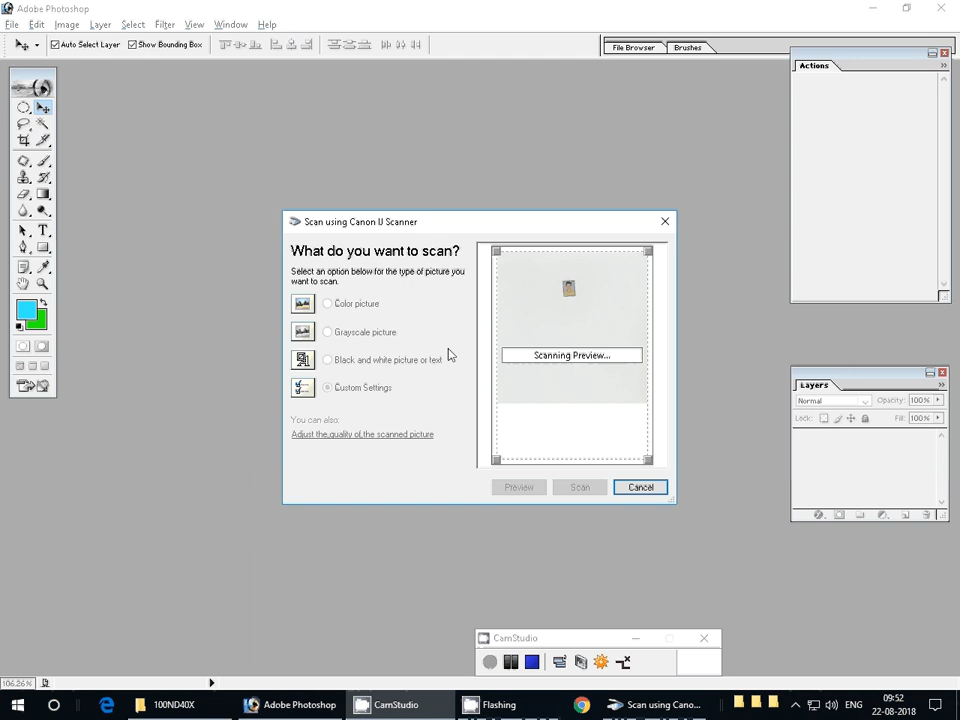 Adobe Photoshop
File Edit Image Layer Select Filter View Window Help
Auto Select Layer Show Bounding Box
File Browser Brushes
Actions
Scan using Canon IJ Scanner
What do you want to scan?
Select an option below for the type of picture you
want to scan.
Color picture
Grayscale picture
Black and white picture or text
Custom Settings
You can also:
Adjust the quality of the scanned picture
Scanning Preview...
Preview Scan Cancel
Layers
Normal Opacity: 100%
Lock: Fill: 100%
CamStudio
106.26%
100ND40X Adobe Photoshop CamStudio Flashing Scan using Cano... ENG
09:52
22-08-2018